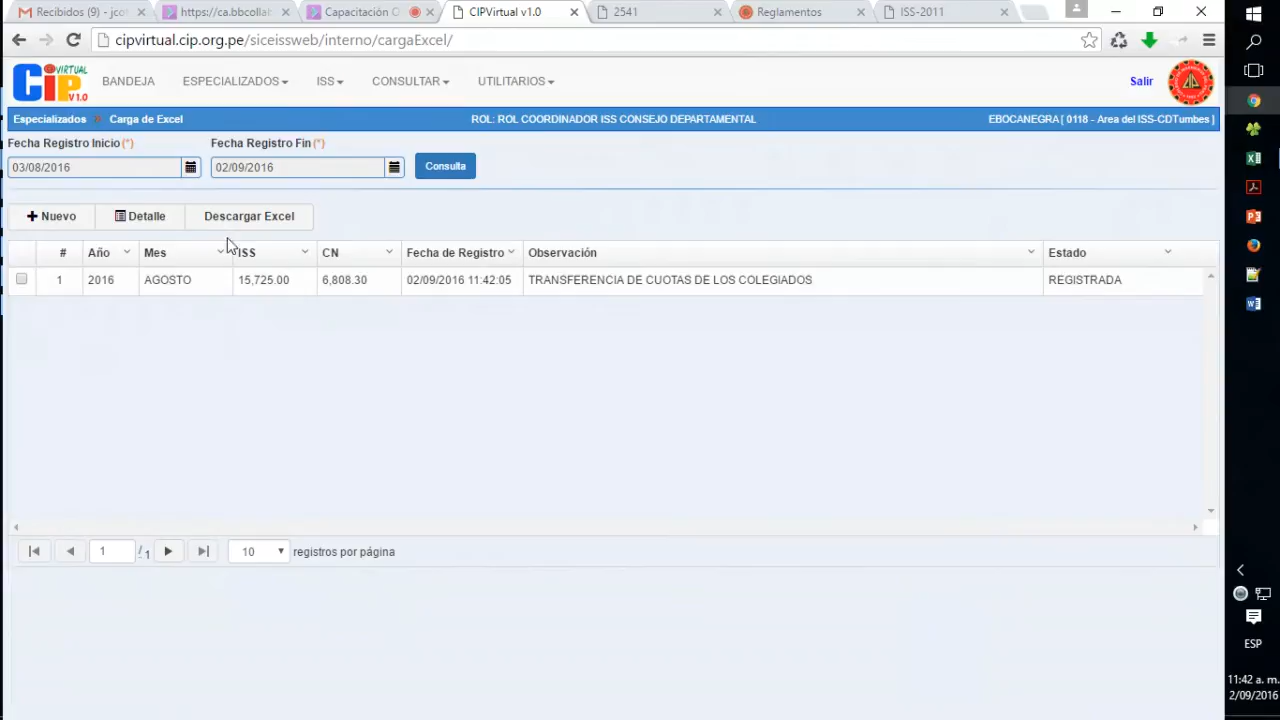 Recibidos (9) - jcot
https://ca.bbcollab
Capacitación O
CIPVirtual v1.0
2541
Reglamentos
ISS-2011
cipvirtual.cip.org.pe/siceissweb/interno/cargaExcel/
CIP VIRTUAL V1.0
BANDEJA
ESPECIALIZADOS
ISS
CONSULTAR
UTILITARIOS
Salir
Especializados » Carga de Excel
ROL: ROL COORDINADOR ISS CONSEJO DEPARTAMENTAL
EBOCANEGRA [ 0118 - Area del ISS-CDTumbes ]
Fecha Registro Inicio (*)
Fecha Registro Fin (*)
03/08/2016
02/09/2016
Consulta
Nuevo
Detalle
Descargar Excel
# Año Mes ISS CN Fecha de Registro Observación Estado
1 2016 AGOSTO 15,725.00 6,808.30 02/09/2016 11:42:05 TRANSFERENCIA DE CUOTAS DE LOS COLEGIADOS REGISTRADA
1 / 1 10 registros por página
ESP
11:42 a. m.
2/09/2016